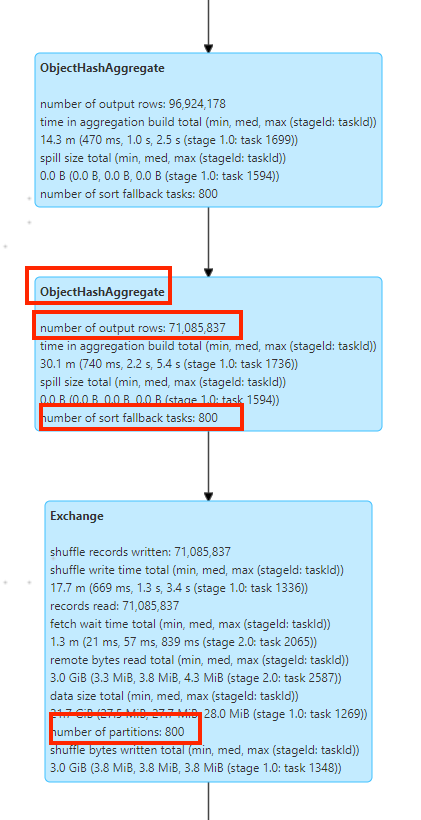 ObjectHashAggregate
number of output rows: 96,924,178
time in aggregation build total (min, med, max (stageId: taskId))
14.3 m (470 ms, 1.0 s, 2.5 s (stage 1.0: task 1699))
spill size total (min, med, max (stageId: taskId))
0.0 B (0.0 B, 0.0 B, 0.0 B (stage 1.0: task 1594))
number of sort fallback tasks: 800
ObjectHashAggregate
number of output rows: 71,085,837
time in aggregation build total (min, med, max (stageId: taskId))
30.1 m (740 ms, 2.2 s, 5.4 s (stage 1.0: task 1736))
spill size total (min, med, max (stageId: taskId))
0.0 B (0.0 B, 0.0 B, 0.0 B (stage 1.0: task 1594))
number of sort fallback tasks: 800
Exchange
shuffle records written: 71,085,837
shuffle write time total (min, med, max (stageId: taskId))
17.7 m (669 ms, 1.3 s, 3.4 s (stage 1.0: task 1336))
records read: 71,085,837
fetch wait time total (min, med, max (stageId: taskId))
1.3 m (21 ms, 57 ms, 839 ms (stage 2.0: task 2065))
remote bytes read total (min, med, max (stageId: taskId))
3.0 GiB (3.3 MiB, 3.8 MiB, 4.3 MiB (stage 2.0: task 2587))
data size total (min, med, max (stageId: taskId))
21.7 GiB (27.5 MiB, 27.7 MiB, 28.0 MiB (stage 1.0: task 1269))
number of partitions: 800
shuffle bytes written total (min, med, max (stageId: taskId))
3.0 GiB (3.8 MiB, 3.8 MiB, 3.8 MiB (stage 1.0: task 1348))